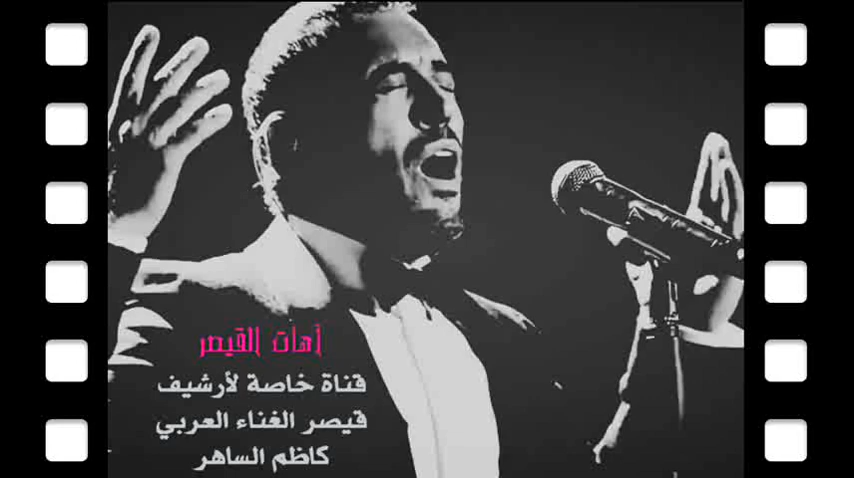 آهات القيصر
قناة خاصة لأرشيف
قيصر الغناء العربي
كاظم الساهر